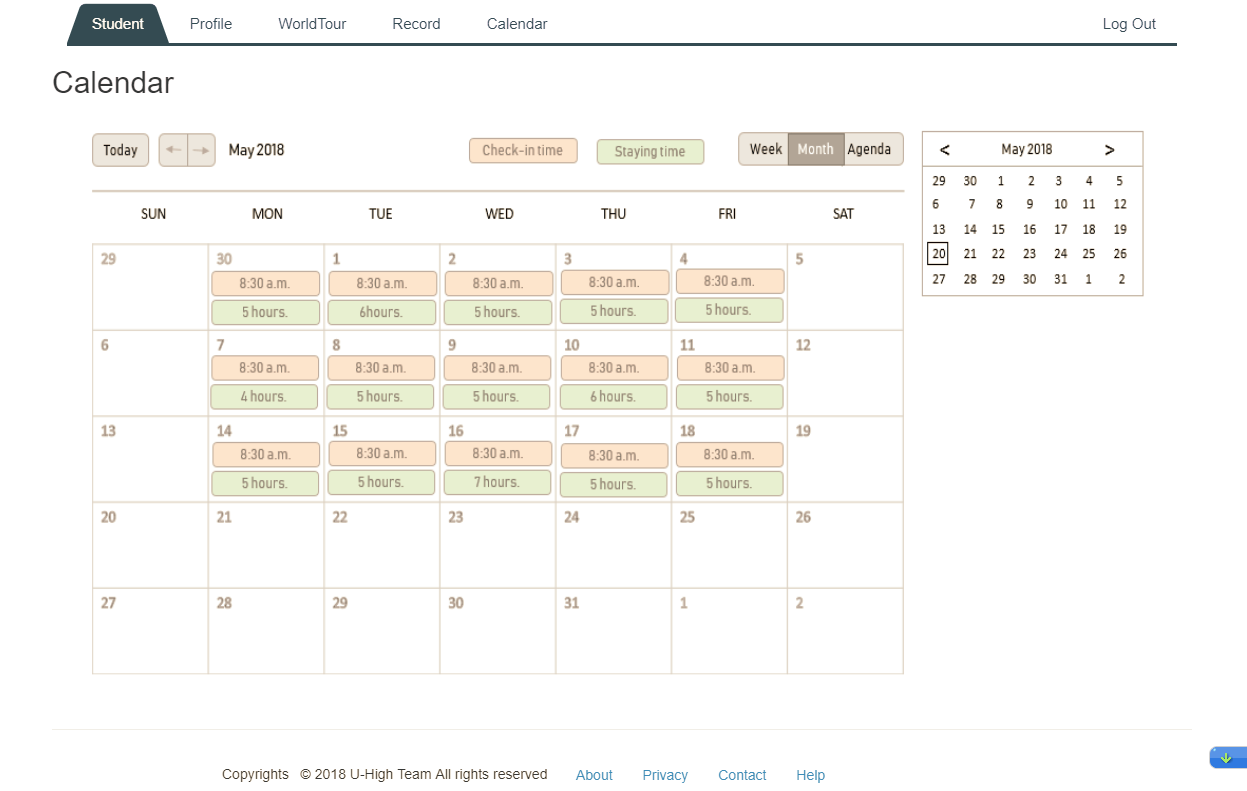 Student Profile WorldTour Record Calendar Log Out
Calendar
Today May 2018 Check-in time Staying time Week Month Agenda
SUN MON TUE WED THU FRI SAT
29 30 1 2 3 4 5
8:30 a.m. 8:30 a.m. 8:30 a.m. 8:30 a.m. 8:30 a.m.
5 hours. 6hours. 5 hours. 5 hours. 5 hours.
6 7 8 9 10 11 12
8:30 a.m. 8:30 a.m. 8:30 a.m. 8:30 a.m. 8:30 a.m.
4 hours. 5 hours. 5 hours. 6 hours. 5 hours.
13 14 15 16 17 18 19
8:30 a.m. 8:30 a.m. 8:30 a.m. 8:30 a.m. 8:30 a.m.
5 hours. 5 hours. 7 hours. 5 hours. 5 hours.
20 21 22 23 24 25 26
27 28 29 30 31 1 2
< May 2018 >
29 30 1 2 3 4 5
6 7 8 9 10 11 12
13 14 15 16 17 18 19
20 21 22 23 24 25 26
27 28 29 30 31 1 2
Copyrights © 2018 U-High Team All rights reserved About Privacy Contact Help